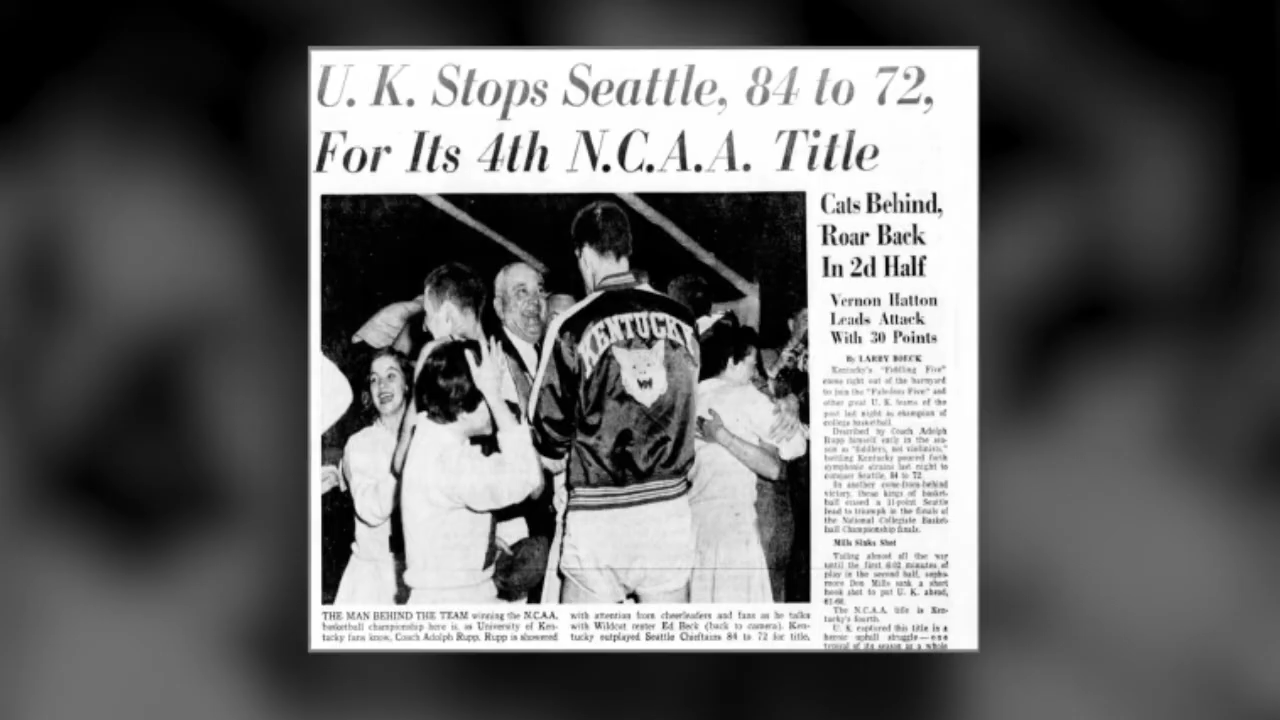 U. K. Stops Seattle, 84 to 72,
For Its 4th N.C.A.A. Title
KENTUCKY
Cats Behind,
Roar Back
In 2d Half
Vernon Hatton
Leads Attack
With 30 Points
By LARRY BOECK
Kentucky's "Fiddling Five"
came right out of the barnyard
to join the "Fabulous Five" and
other great U. K. teams of the
past last night as champion of
college basketball.
Described by Coach Adolph
Rupp himself early in the sea-
son as "fiddlers, not violinists,"
battling Kentucky poured forth
symphonic strains last night to
conquer Seattle, 84 to 72.
In another come-from-behind
victory, these kings of basket-
ball erased a 11-point Seattle
lead to triumph in the finals of
the National Collegiate Basket-
ball Championship finals.
Mills Sinks Shot
Tailing almost all the way
until the first 6:02 minutes of
play in the second half, sopho-
more Don Mills sank a short
hook shot to put U. K. ahead,
61-60.
The N.C.A.A. title is Ken-
tucky's fourth.
U. K. captured this title in a
heroic uphill struggle—one
typical of its season as a whole
THE MAN BEHIND THE TEAM winning the N.C.A.A.
basketball championship here is, as University of Ken-
tucky fans know, Coach Adolph Rupp. Rupp is showered
with attention from cheerleaders and fans as he talks
with Wildcat center Ed Beck (back to camera). Ken-
tucky outplayed Seattle Chieftains 84 to 72 for title.